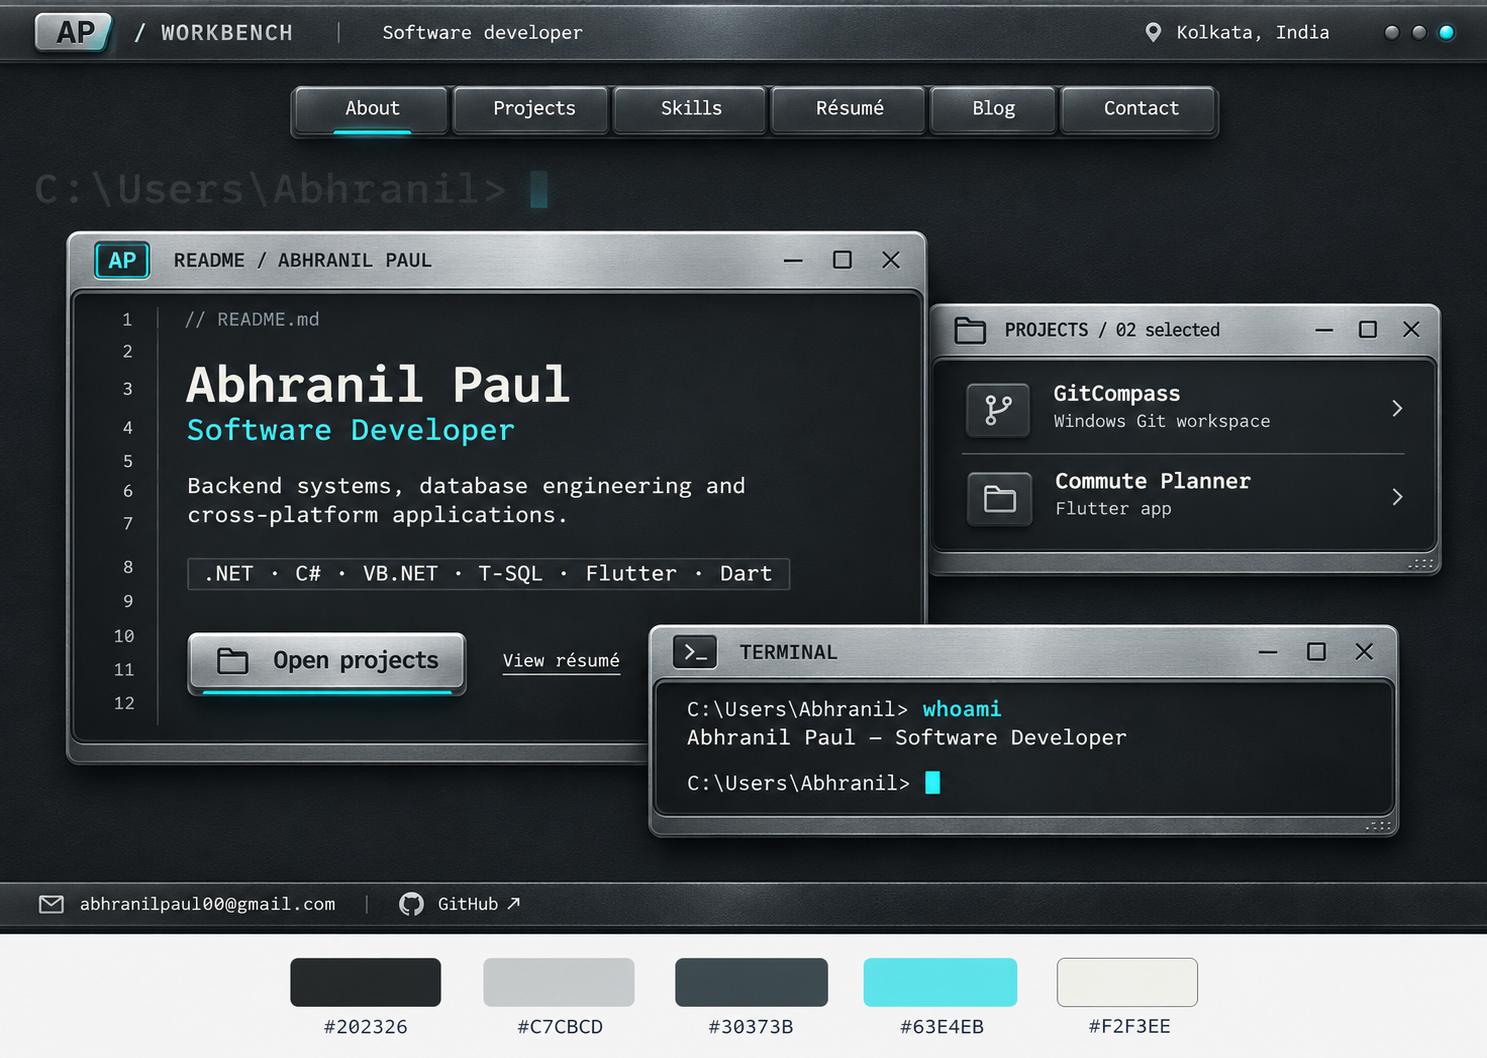 AP / WORKBENCH | Software developer
Kolkata, India
About Projects Skills Résumé Blog Contact
C:\Users\Abhranil>
AP README / ABHRANIL PAUL
1 // README.md
2
3 Abhranil Paul
4 Software Developer
5
6 Backend systems, database engineering and
7 cross-platform applications.
8 .NET · C# · VB.NET · T-SQL · Flutter · Dart
9
10
11
12
Open projects
View résumé
PROJECTS / 02 selected
GitCompass
Windows Git workspace
Commute Planner
Flutter app
>_ TERMINAL
C:\Users\Abhranil> whoami
Abhranil Paul – Software Developer
C:\Users\Abhranil>
abhranilpaul00@gmail.com | GitHub ↗
#202326 #C7CBCD #30373B #63E4EB #F2F3EE